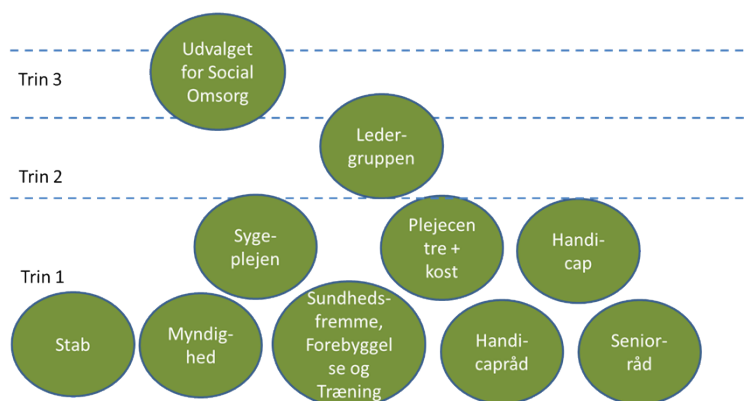 Udvalget
for Social
Omsorg
Trin 3
Leder-
gruppen
Trin 2
Syge-
plejen
Plejecen
tre +
kost
Handi-
cap
Trin 1
Stab
Myndig-
hed
Sundheds-
fremme,
Forebyggel
se og
Træning
Handi-
capråd
Senior-
råd